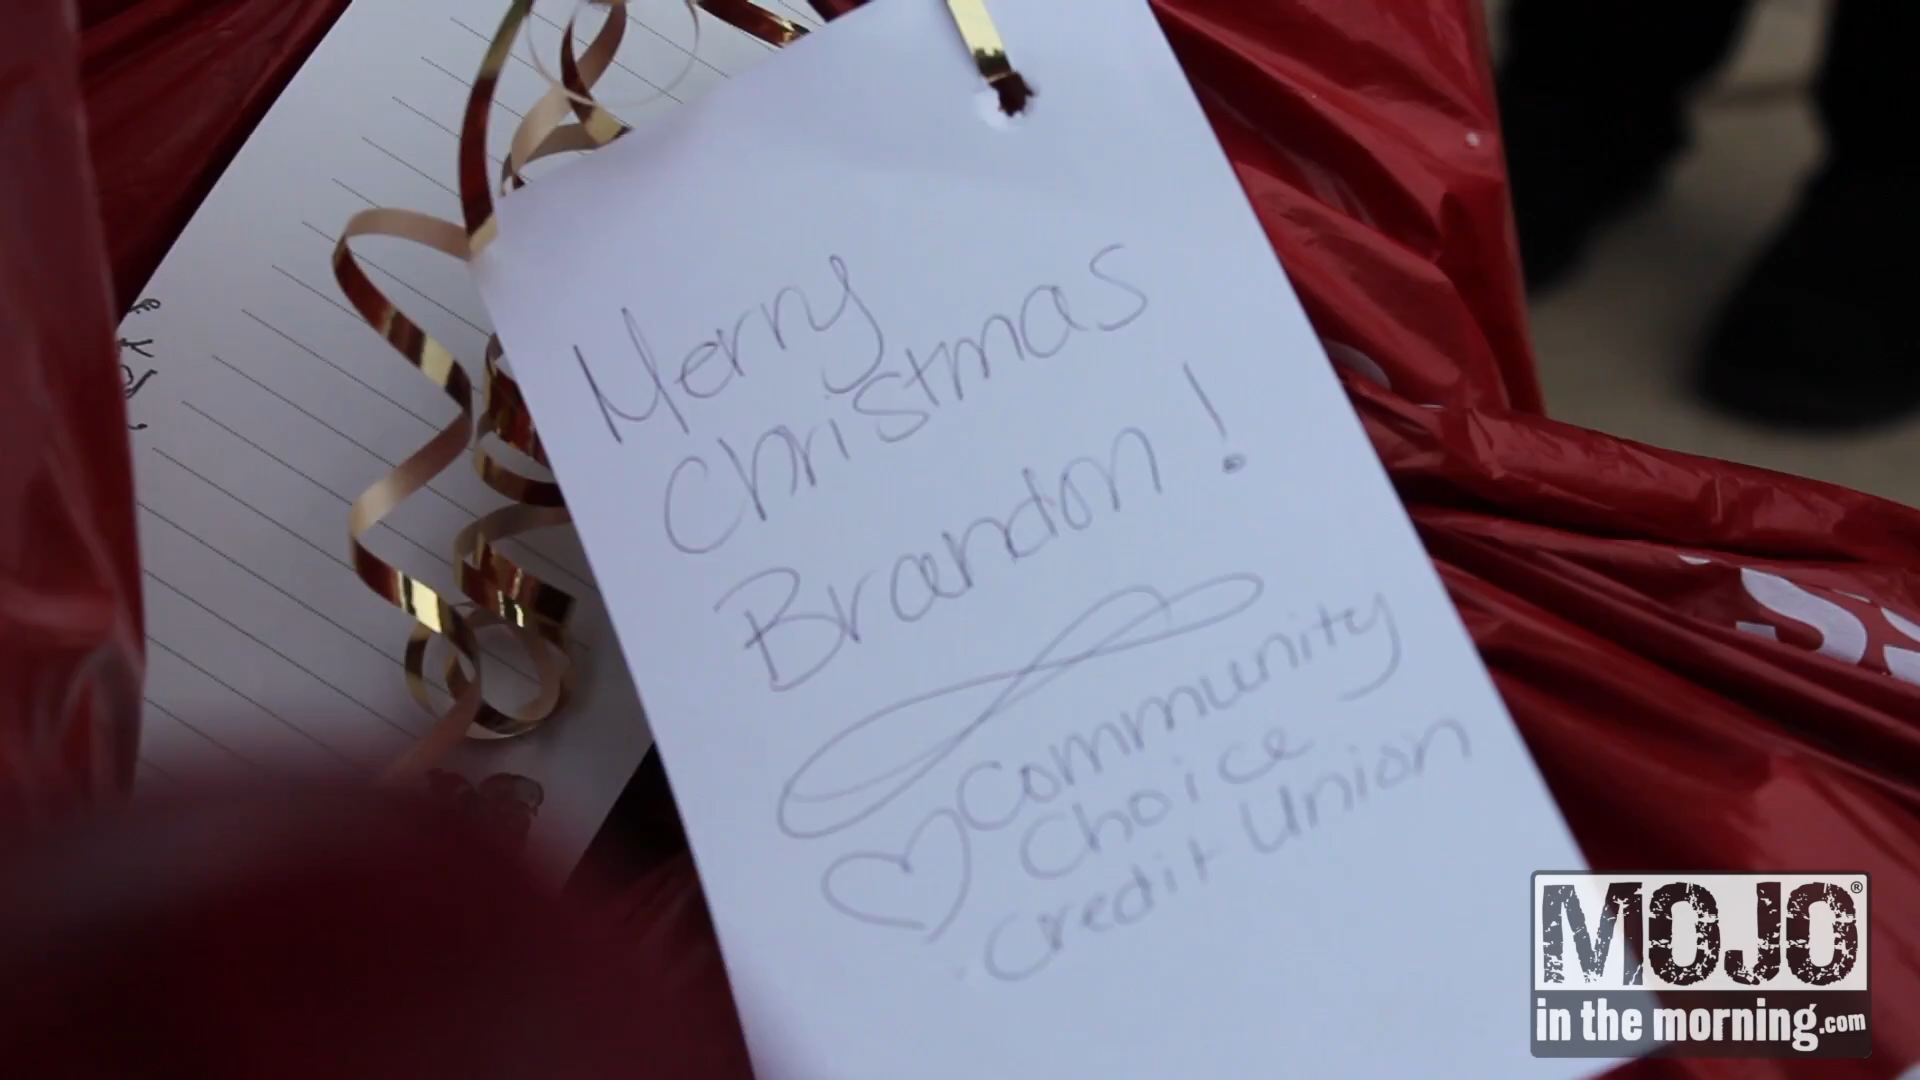 Merry
Christmas
Brandon!
♡ Community
Choice
Credit Union
MOJO®
in the morning.com